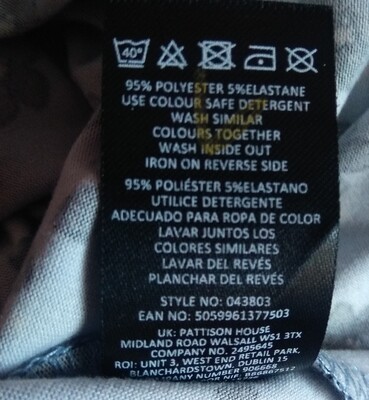 40°
95% POLYESTER 5%ELASTANE
USE COLOUR SAFE DETERGENT
WASH SIMILAR
COLOURS TOGETHER
WASH INSIDE OUT
IRON ON REVERSE SIDE
95% POLIÉSTER 5%ELASTANO
UTILICE DETERGENTE
ADECUADO PARA ROPA DE COLOR
LAVAR JUNTOS LOS
COLORES SIMILARES
LAVAR DEL REVÉS
PLANCHAR DEL REVÉS
STYLE NO: 043803
EAN NO: 5059961377503
UK: PATTISON HOUSE
MIDLAND ROAD WALSALL WS1 3TX
COMPANY NO. 2495645
ROI: UNIT 3, WEST END RETAIL PARK,
BLANCHARDSTOWN, DUBLIN 15
NUMBER 906668